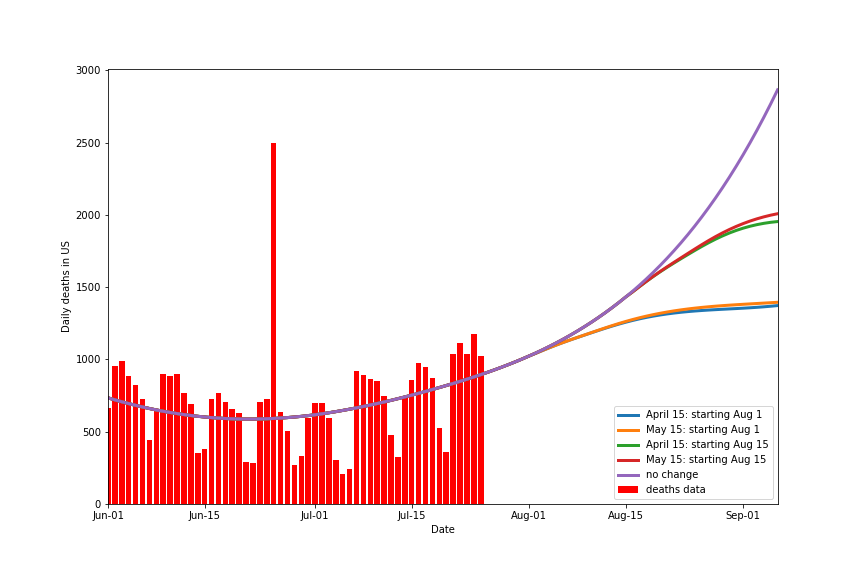 3000
2500
2000
1500
1000
500
0
Daily deaths in US
Jun-01
Jun-15
Jul-01
Jul-15
Aug-01
Aug-15
Sep-01
Date
April 15: starting Aug 1
May 15: starting Aug 1
April 15: starting Aug 15
May 15: starting Aug 15
no change
deaths data